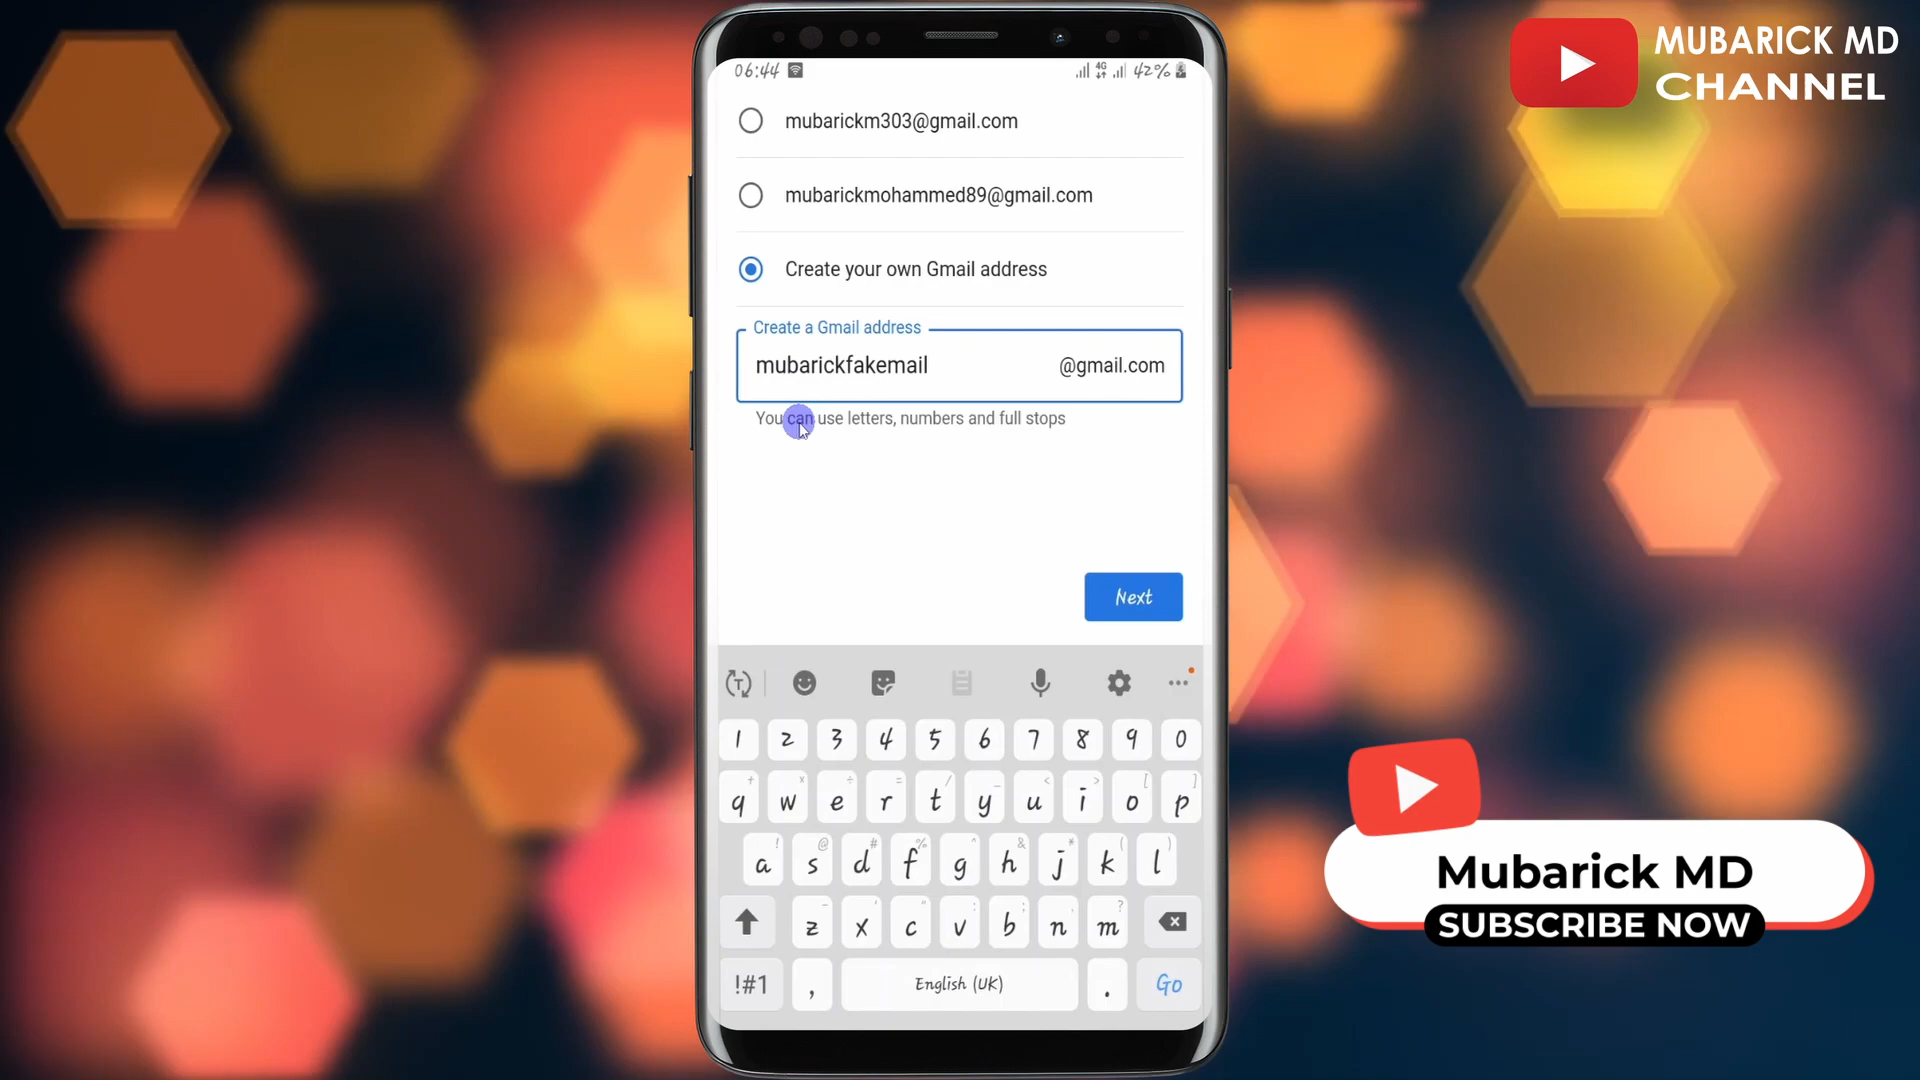 MUBARICK MD
CHANNEL
06:44 4G 42%
mubarickm303@gmail.com
mubarickmohammed89@gmail.com
Create your own Gmail address
Create a Gmail address
mubarickfakemail @gmail.com
You can use letters, numbers and full stops
Next
1 2 3 4 5 6 7 8 9 0
q w e r t y u i o p
a s d f g h j k l
z x c v b n m
!#1 , English (UK) . Go
Mubarick MD
SUBSCRIBE NOW